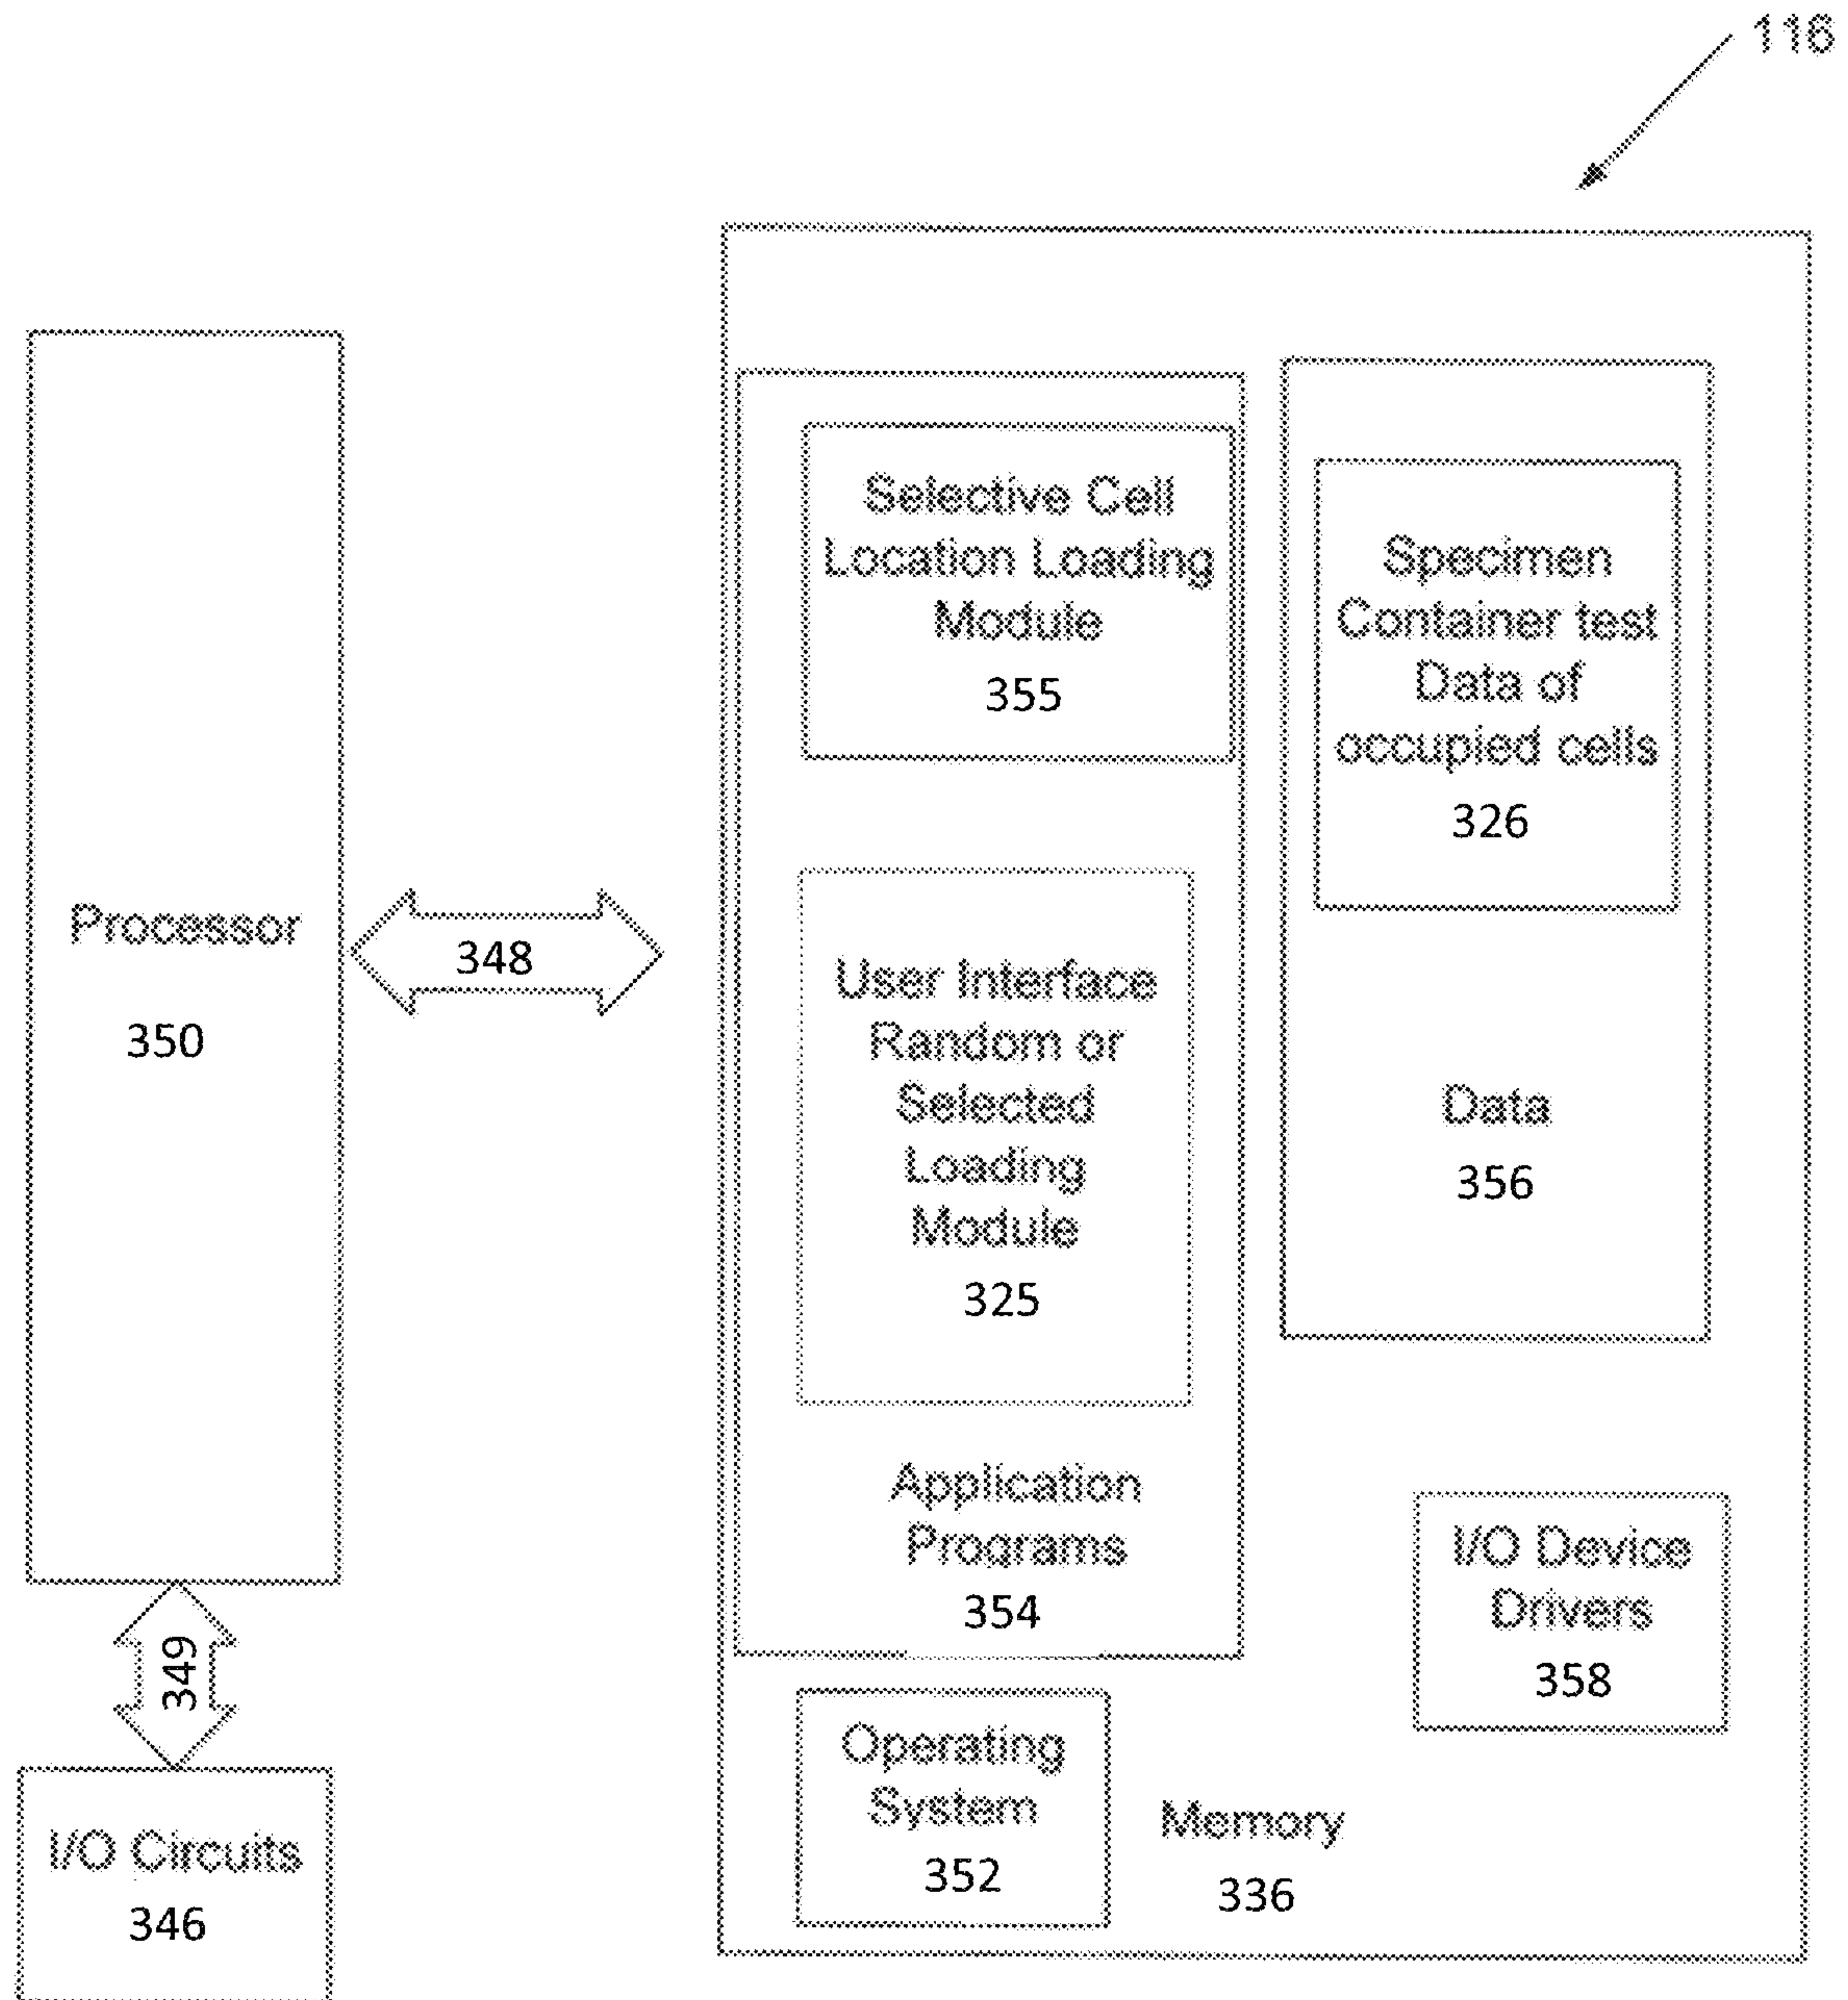 116
Processor
350
348
349
I/O Circuits
346
Selective Cell
Location Loading
Module
355
User Interface
Random or
Selected
Loading
Module
325
Application
Programs
354
Specimen
Container test
Data of
occupied cells
326
Data
356
I/O Device
Drivers
358
Operating
System
352
Memory
336